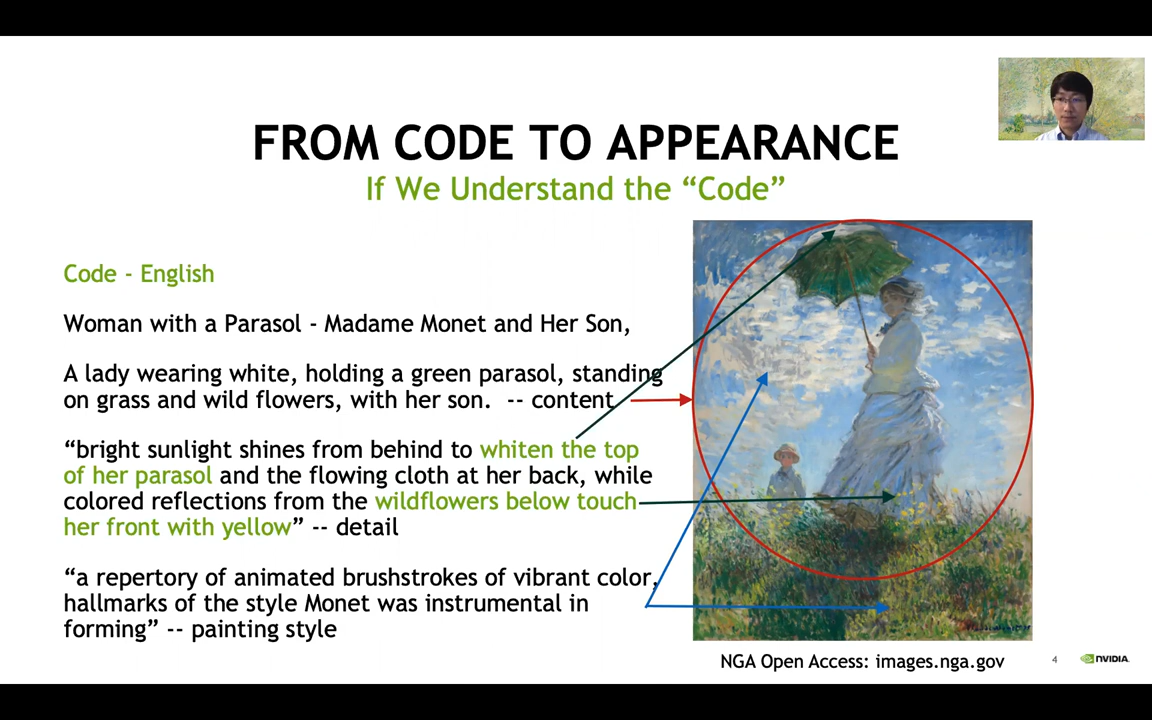 FROM CODE TO APPEARANCE
If We Understand the “Code”
Code - English
Woman with a Parasol - Madame Monet and Her Son,
A lady wearing white, holding a green parasol, standing
on grass and wild flowers, with her son.  -- content
“bright sunlight shines from behind to whiten the top
of her parasol and the flowing cloth at her back, while
colored reflections from the wildflowers below touch
her front with yellow” -- detail
“a repertory of animated brushstrokes of vibrant color,
hallmarks of the style Monet was instrumental in
forming” -- painting style
NGA Open Access: images.nga.gov
4
NVIDIA.